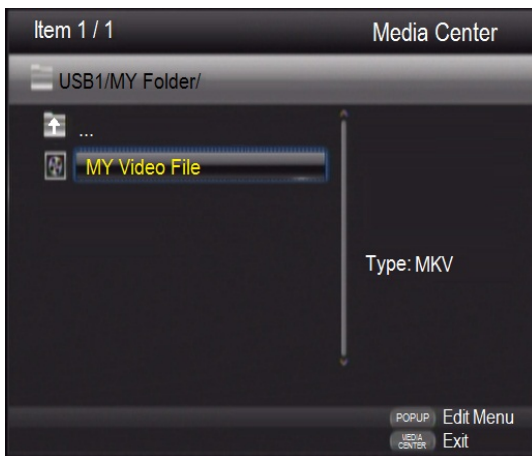 Item 1 / 1
Media Center
USB1/MY Folder/
...
MY Video File
Type: MKV
POPUP Edit Menu
MEDIA CENTER Exit